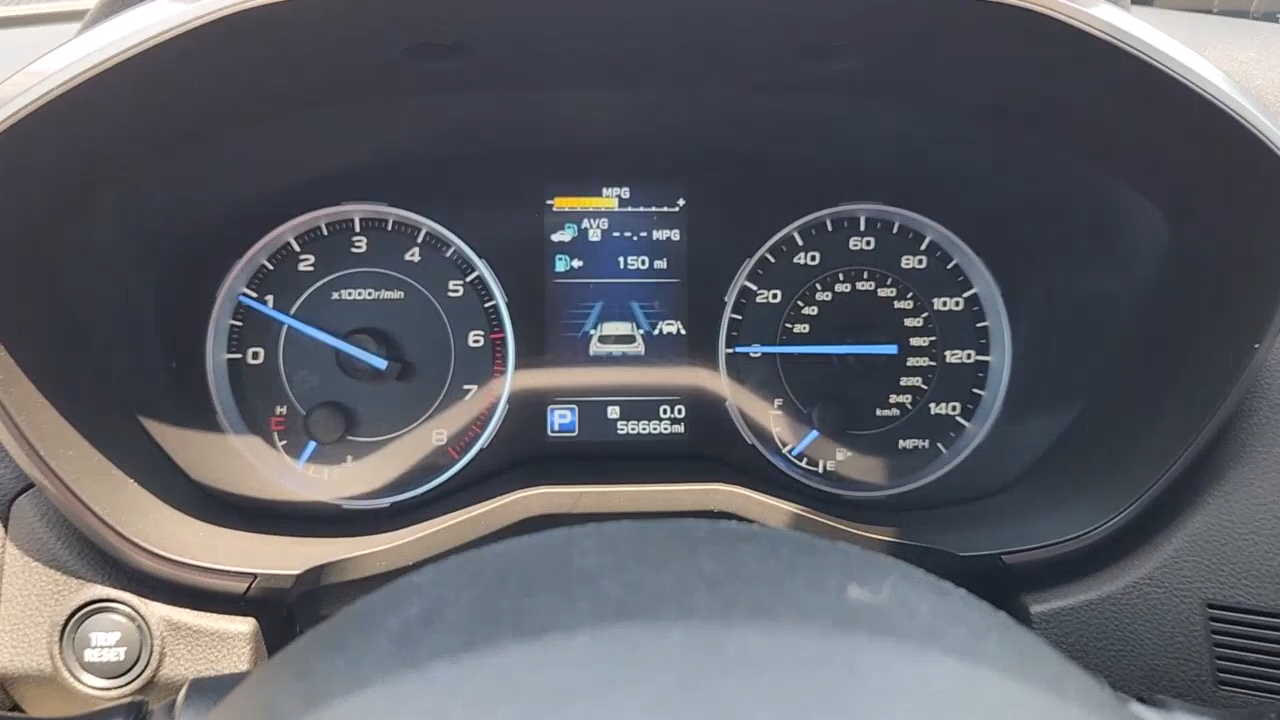 MPG
- +
AVG
A --.- MPG
150 mi
P
A 0.0
56666mi
0
1
2
3
4
5
6
7
8
x1000r/min
H
20
40
60
80
100
120
140
MPH
20
40
60
80
100
120
140
160
180
200
220
240
km/h
F
E
TRIP
RESET